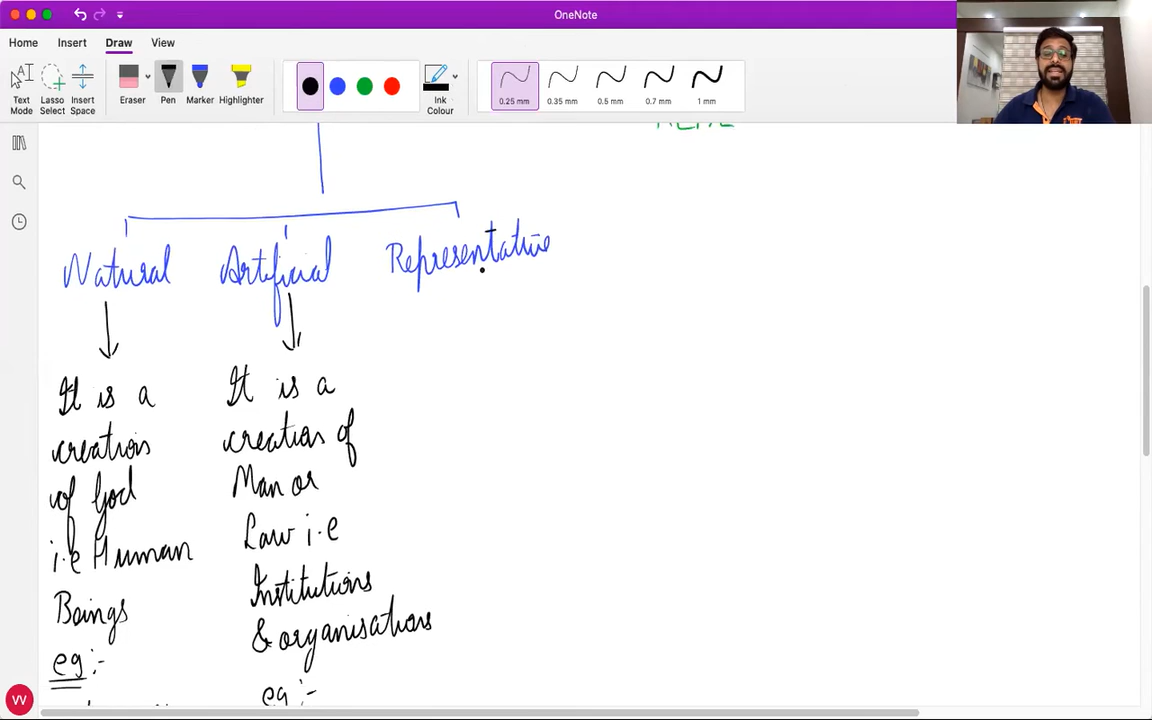 OneNote
Home Insert Draw View
Text Mode
Lasso Select
Insert Space
Eraser
Pen
Marker
Highlighter
Ink Colour
0.25 mm
0.35 mm
0.5 mm
0.7 mm
1 mm
Natural Artificial Representative
It is a
creation
of God
i.e Human
Beings
eg :-
It is a
creation of
Man or
Law i.e
Institutions
& organisations
eg :-
VV